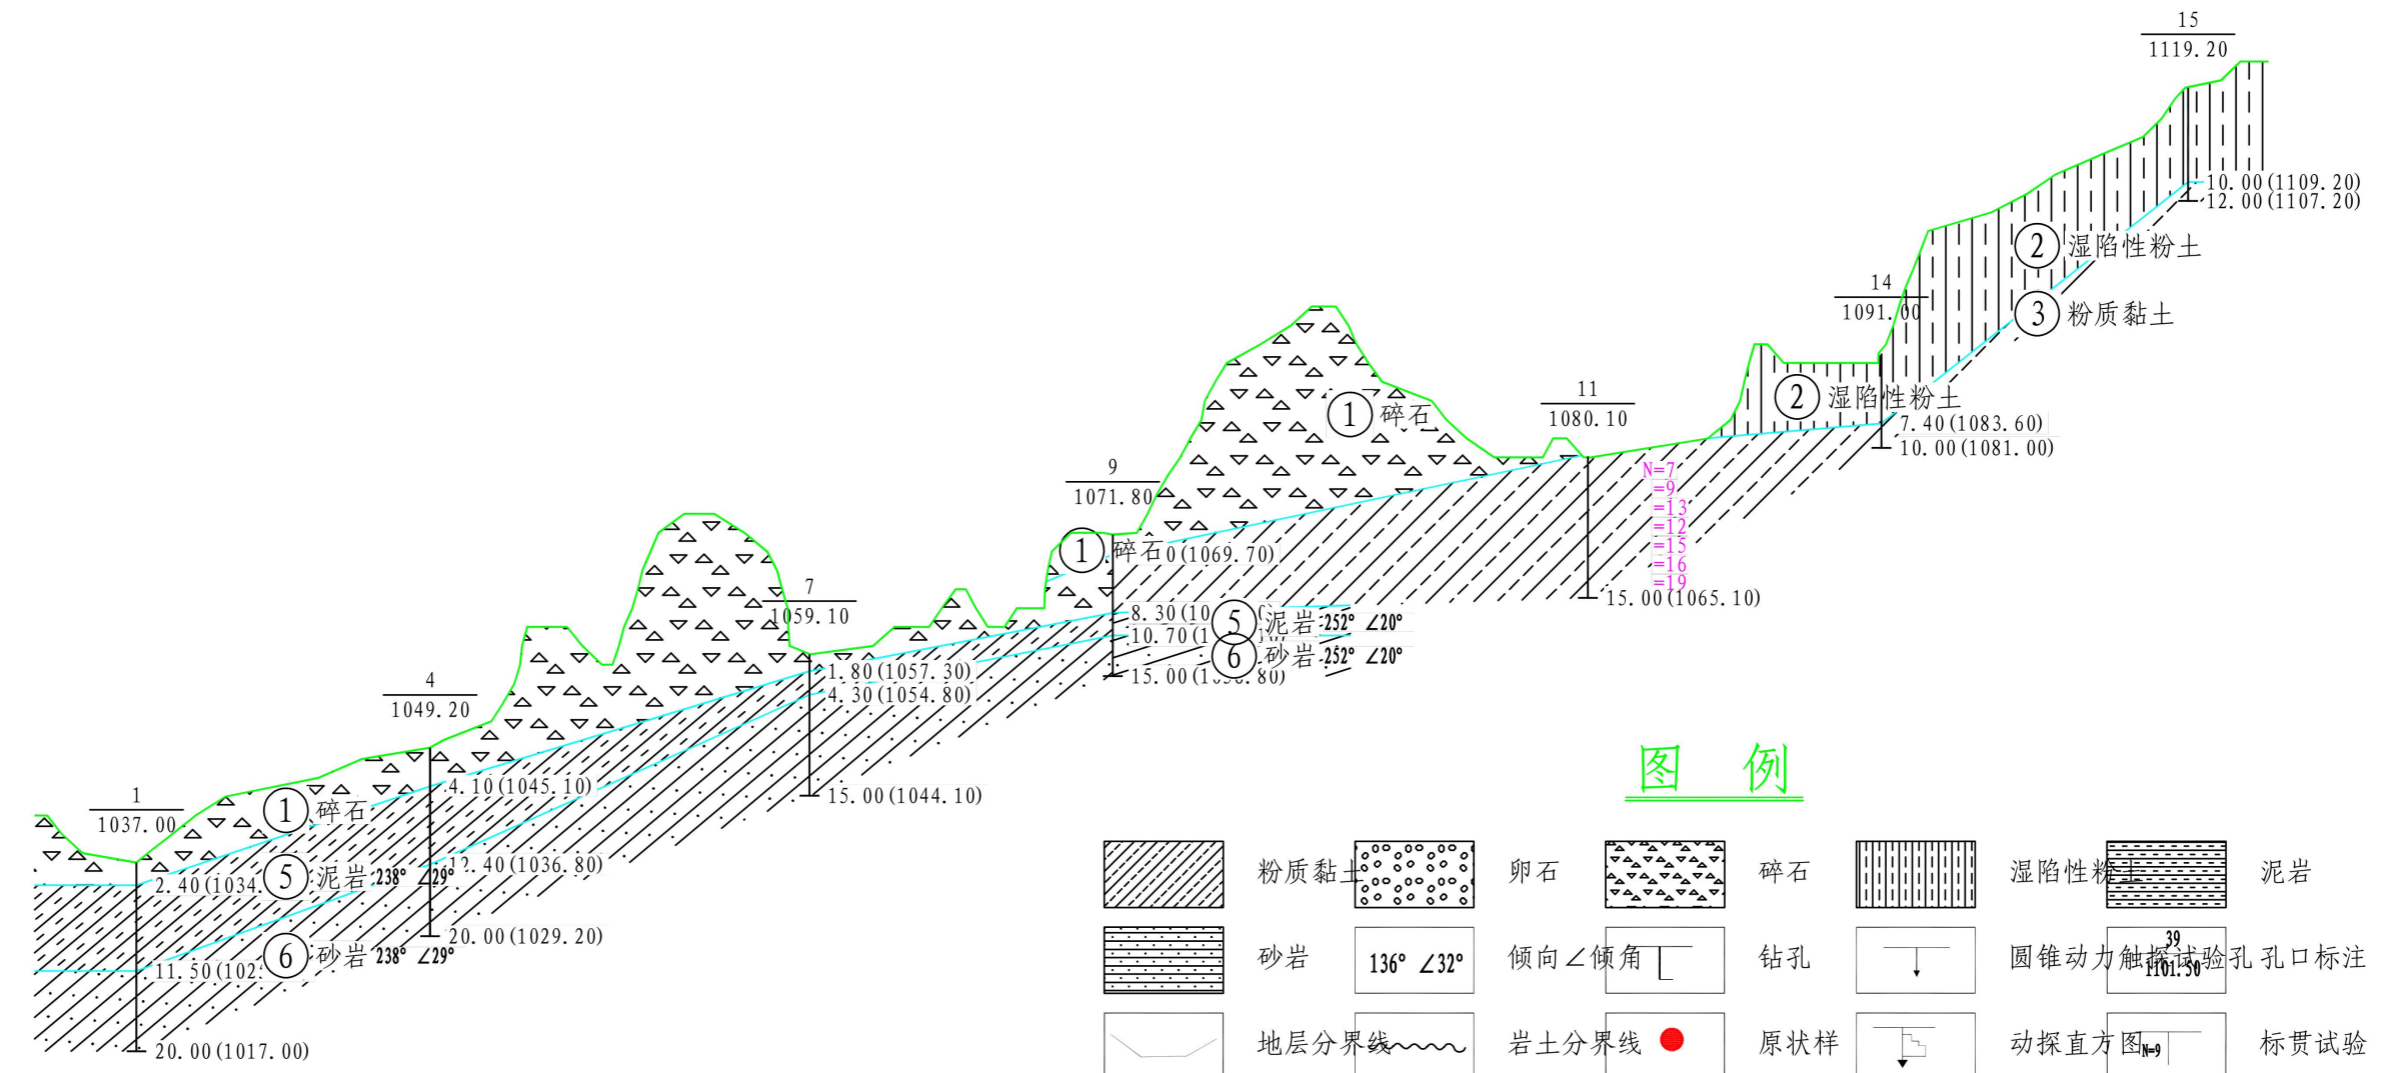 15
1119.20
10.00(1109.20)
12.00(1107.20)
② 湿陷性粉土
③ 粉质黏土
14
1091.00
② 湿陷性粉土
7.40(1083.60)
10.00(1081.00)
11
1080.10
① 碎石
N=7
=9
=13
=12
=15
=16
=19
15.00(1065.10)
9
1071.80
① 碎石
0(1069.70)
8.30(10
⑤ 泥岩 252° ∠20°
10.70(1
⑥ 砂岩 252° ∠20°
15.00(1056.80)
7
1059.10
1.80(1057.30)
4.30(1054.80)
15.00(1044.10)
4
1049.20
4.10(1045.10)
12.40(1036.80)
20.00(1029.20)
1
1037.00
① 碎石
2.40(1034.
⑤ 泥岩 238° ∠29°
11.50(102
⑥ 砂岩 238° ∠29°
20.00(1017.00)
图 例
粉质黏土
卵石
碎石
湿陷性粉土
泥岩
砂岩
136° ∠32°
倾向∠倾角
钻孔
圆锥动力触探试验孔
39
1101.50
孔口标注
地层分界线
岩土分界线
原状样
动探直方图
N=9
标贯试验